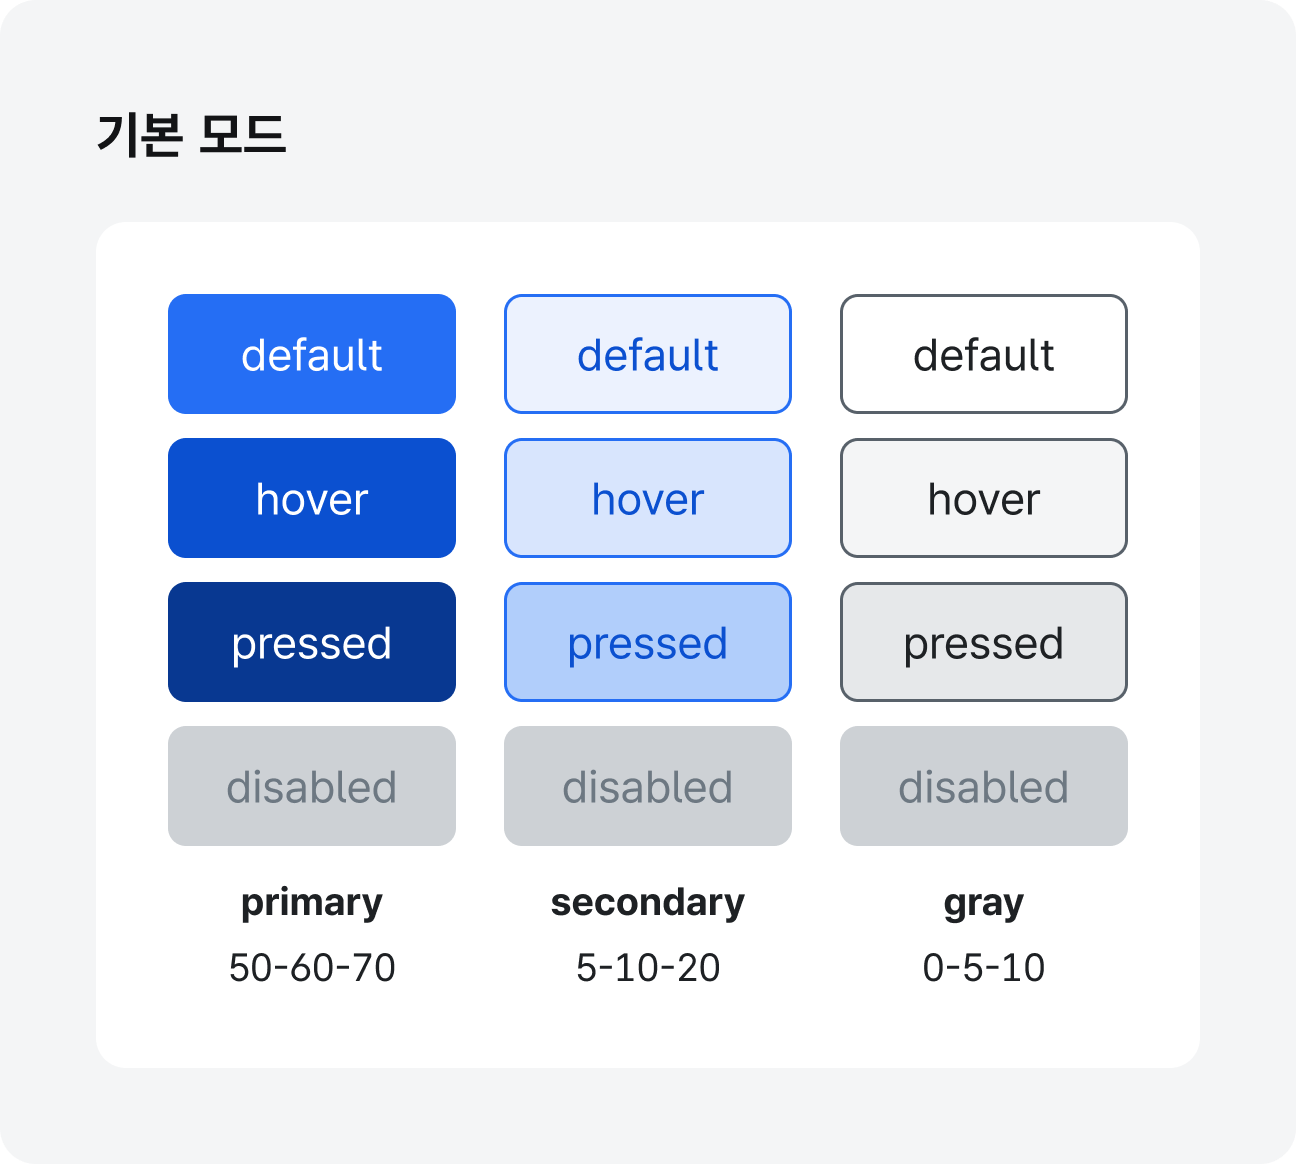 기본 모드
default default default
hover hover hover
pressed pressed pressed
disabled disabled disabled
primary secondary gray
50-60-70 5-10-20 0-5-10